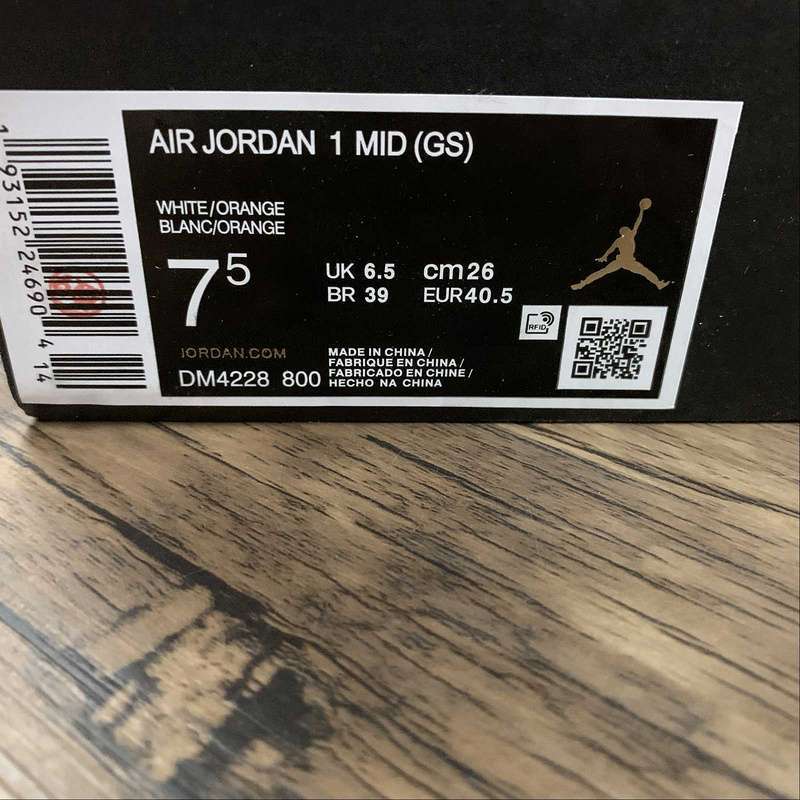 AIR JORDAN 1 MID (GS)
WHITE/ORANGE
BLANC/ORANGE
7 5
UK 6.5 cm 26
BR 39 EUR 40.5
RFID
JORDAN.COM
DM4228 800
MADE IN CHINA /
FABRIQUE EN CHINA /
FABRICADO EN CHINE /
HECHO NA CHINA
1 93152 24690 4 14